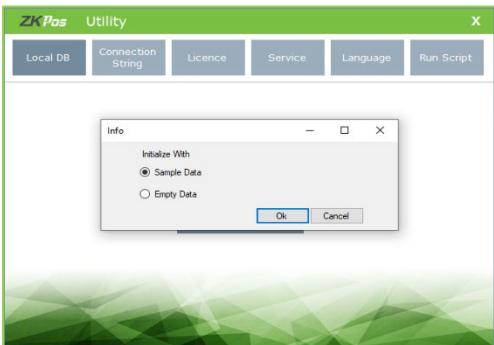 ZKPos Utility X
Local DB
Connection
String
Licence
Service
Language
Run Script
Info
Initialize With
Sample Data
Empty Data
Ok Cancel